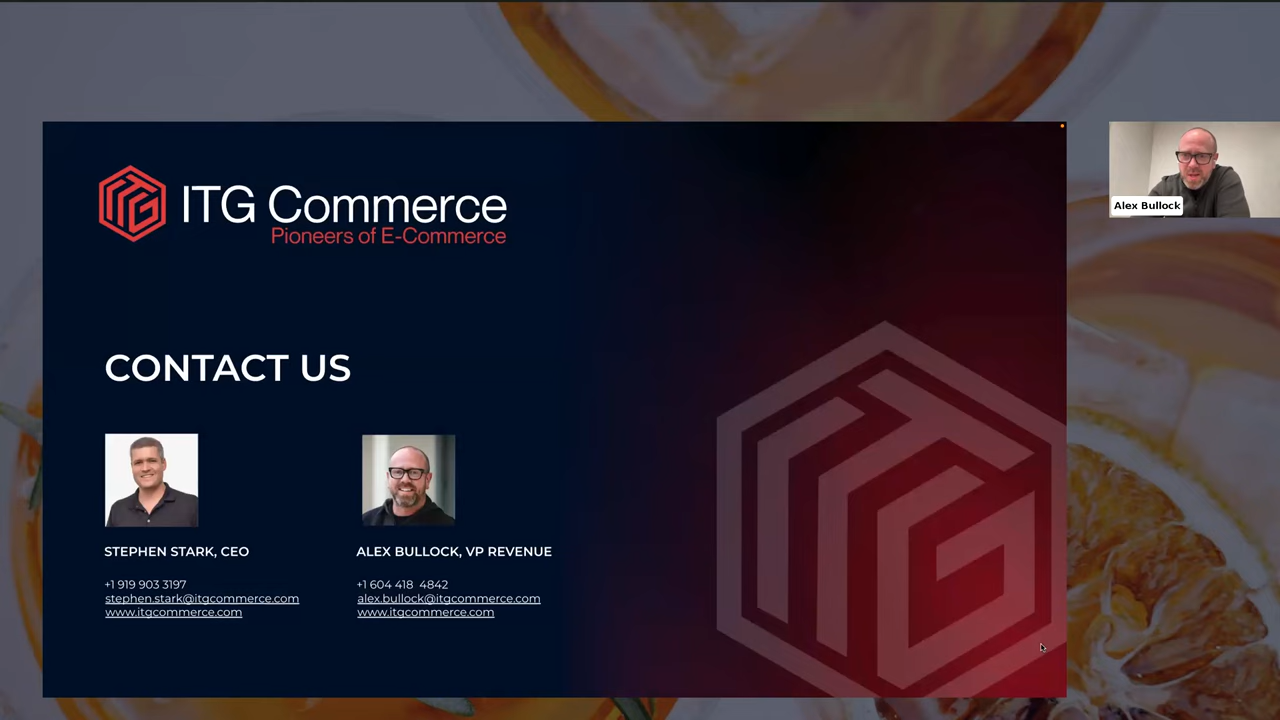 ITG Commerce
Pioneers of E-Commerce
CONTACT US
STEPHEN STARK, CEO
+1 919 903 3197
stephen.stark@itgcommerce.com
www.itgcommerce.com
ALEX BULLOCK, VP REVENUE
+1 604 418 4842
alex.bullock@itgcommerce.com
www.itgcommerce.com
ITG
Alex Bullock